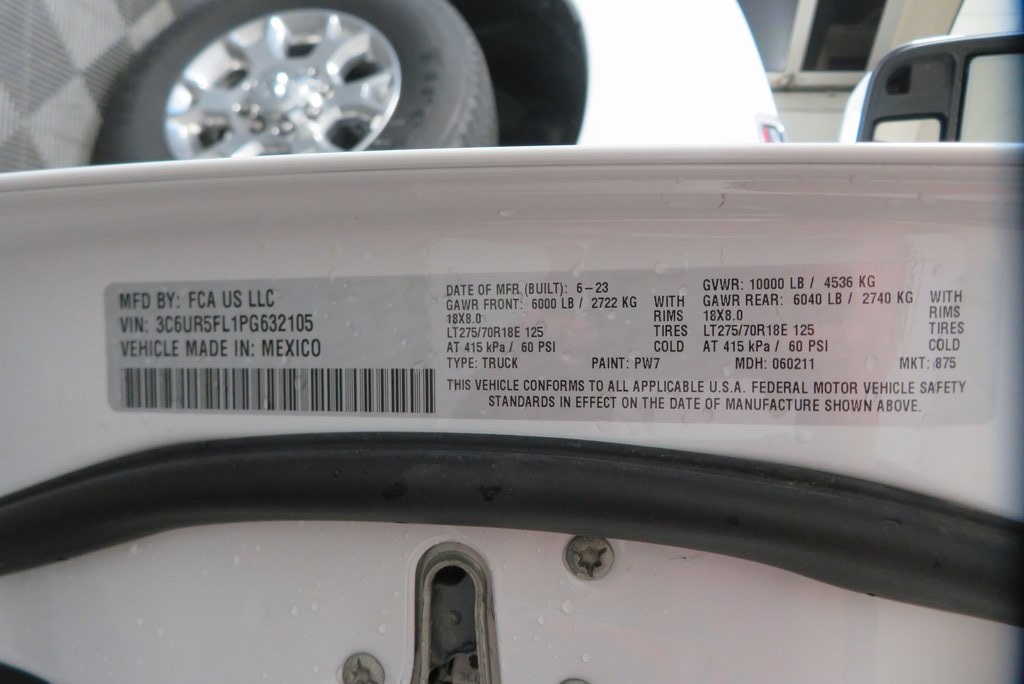 MFD BY: FCA US LLC
VIN: 3C6UR5FL1PG632105
VEHICLE MADE IN: MEXICO
DATE OF MFR (BUILT): 6-23
GAWR FRONT: 6000 LB / 2722 KG WITH
18X8.0 RIMS
LT275/70R18E 125 TIRES
AT 415 kPa / 60 PSI COLD
GVWR: 10000 LB / 4536 KG
GAWR REAR: 6040 LB / 2740 KG WITH
18X8.0 RIMS
LT275/70R18E 125 TIRES
AT 415 kPa / 60 PSI COLD
TYPE: TRUCK PAINT: PW7 MDH: 060211 MKT: 875
THIS VEHICLE CONFORMS TO ALL APPLICABLE U.S.A. FEDERAL MOTOR VEHICLE SAFETY
STANDARDS IN EFFECT ON THE DATE OF MANUFACTURE SHOWN ABOVE.